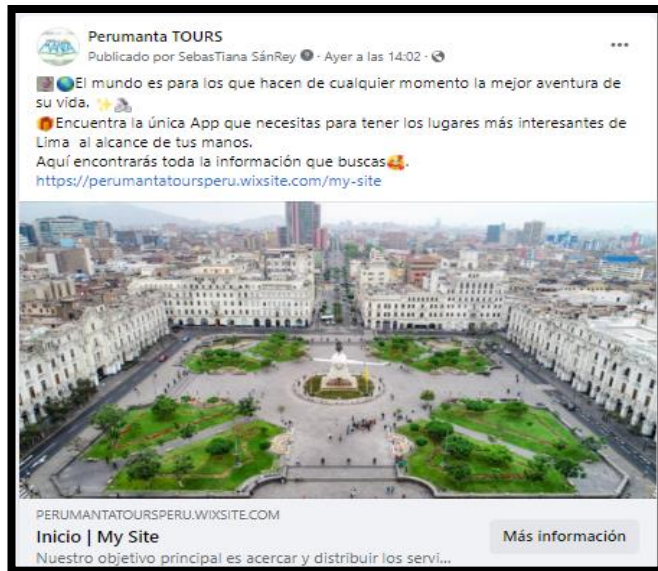 Perumanta TOURS
Publicado por SebasTiana SánRey · Ayer a las 14:02 ·
El mundo es para los que hacen de cualquier momento la mejor aventura de
su vida.
Encuentra la única App que necesitas para tener los lugares más interesantes de
Lima al alcance de tus manos.
Aquí encontrarás toda la información que buscas.
https://perumantatoursperu.wixsite.com/my-site
PERUMANTATOURSPERU.WIXSITE.COM
Inicio | My Site
Más información
Nuestro objetivo principal es acercar y distribuir los servi...